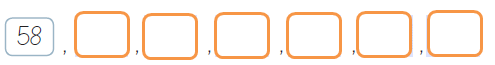 58 , , , , , ,